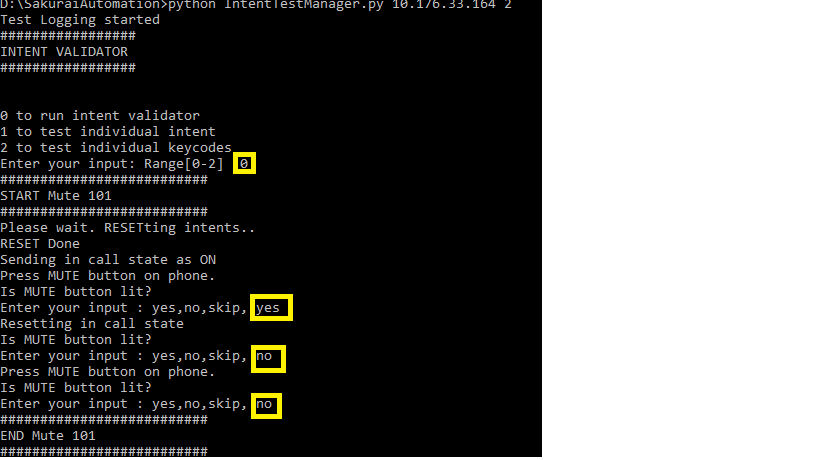 D:\SakuraiAutomation>python IntentTestManager.py 10.176.33.164 2
Test Logging started
#################
INTENT VALIDATOR
#################
0 to run intent validator
1 to test individual intent
2 to test individual keycodes
Enter your input: Range[0-2] 0
##########################
START Mute 101
##########################
Please wait. RESETting intents..
RESET Done
Sending in call state as ON
Press MUTE button on phone.
Is MUTE button lit?
Enter your input : yes,no,skip, yes
Resetting in call state
Is MUTE button lit?
Enter your input : yes,no,skip, no
Press MUTE button on phone.
Is MUTE button lit?
Enter your input : yes,no,skip, no
##########################
END Mute 101
##########################